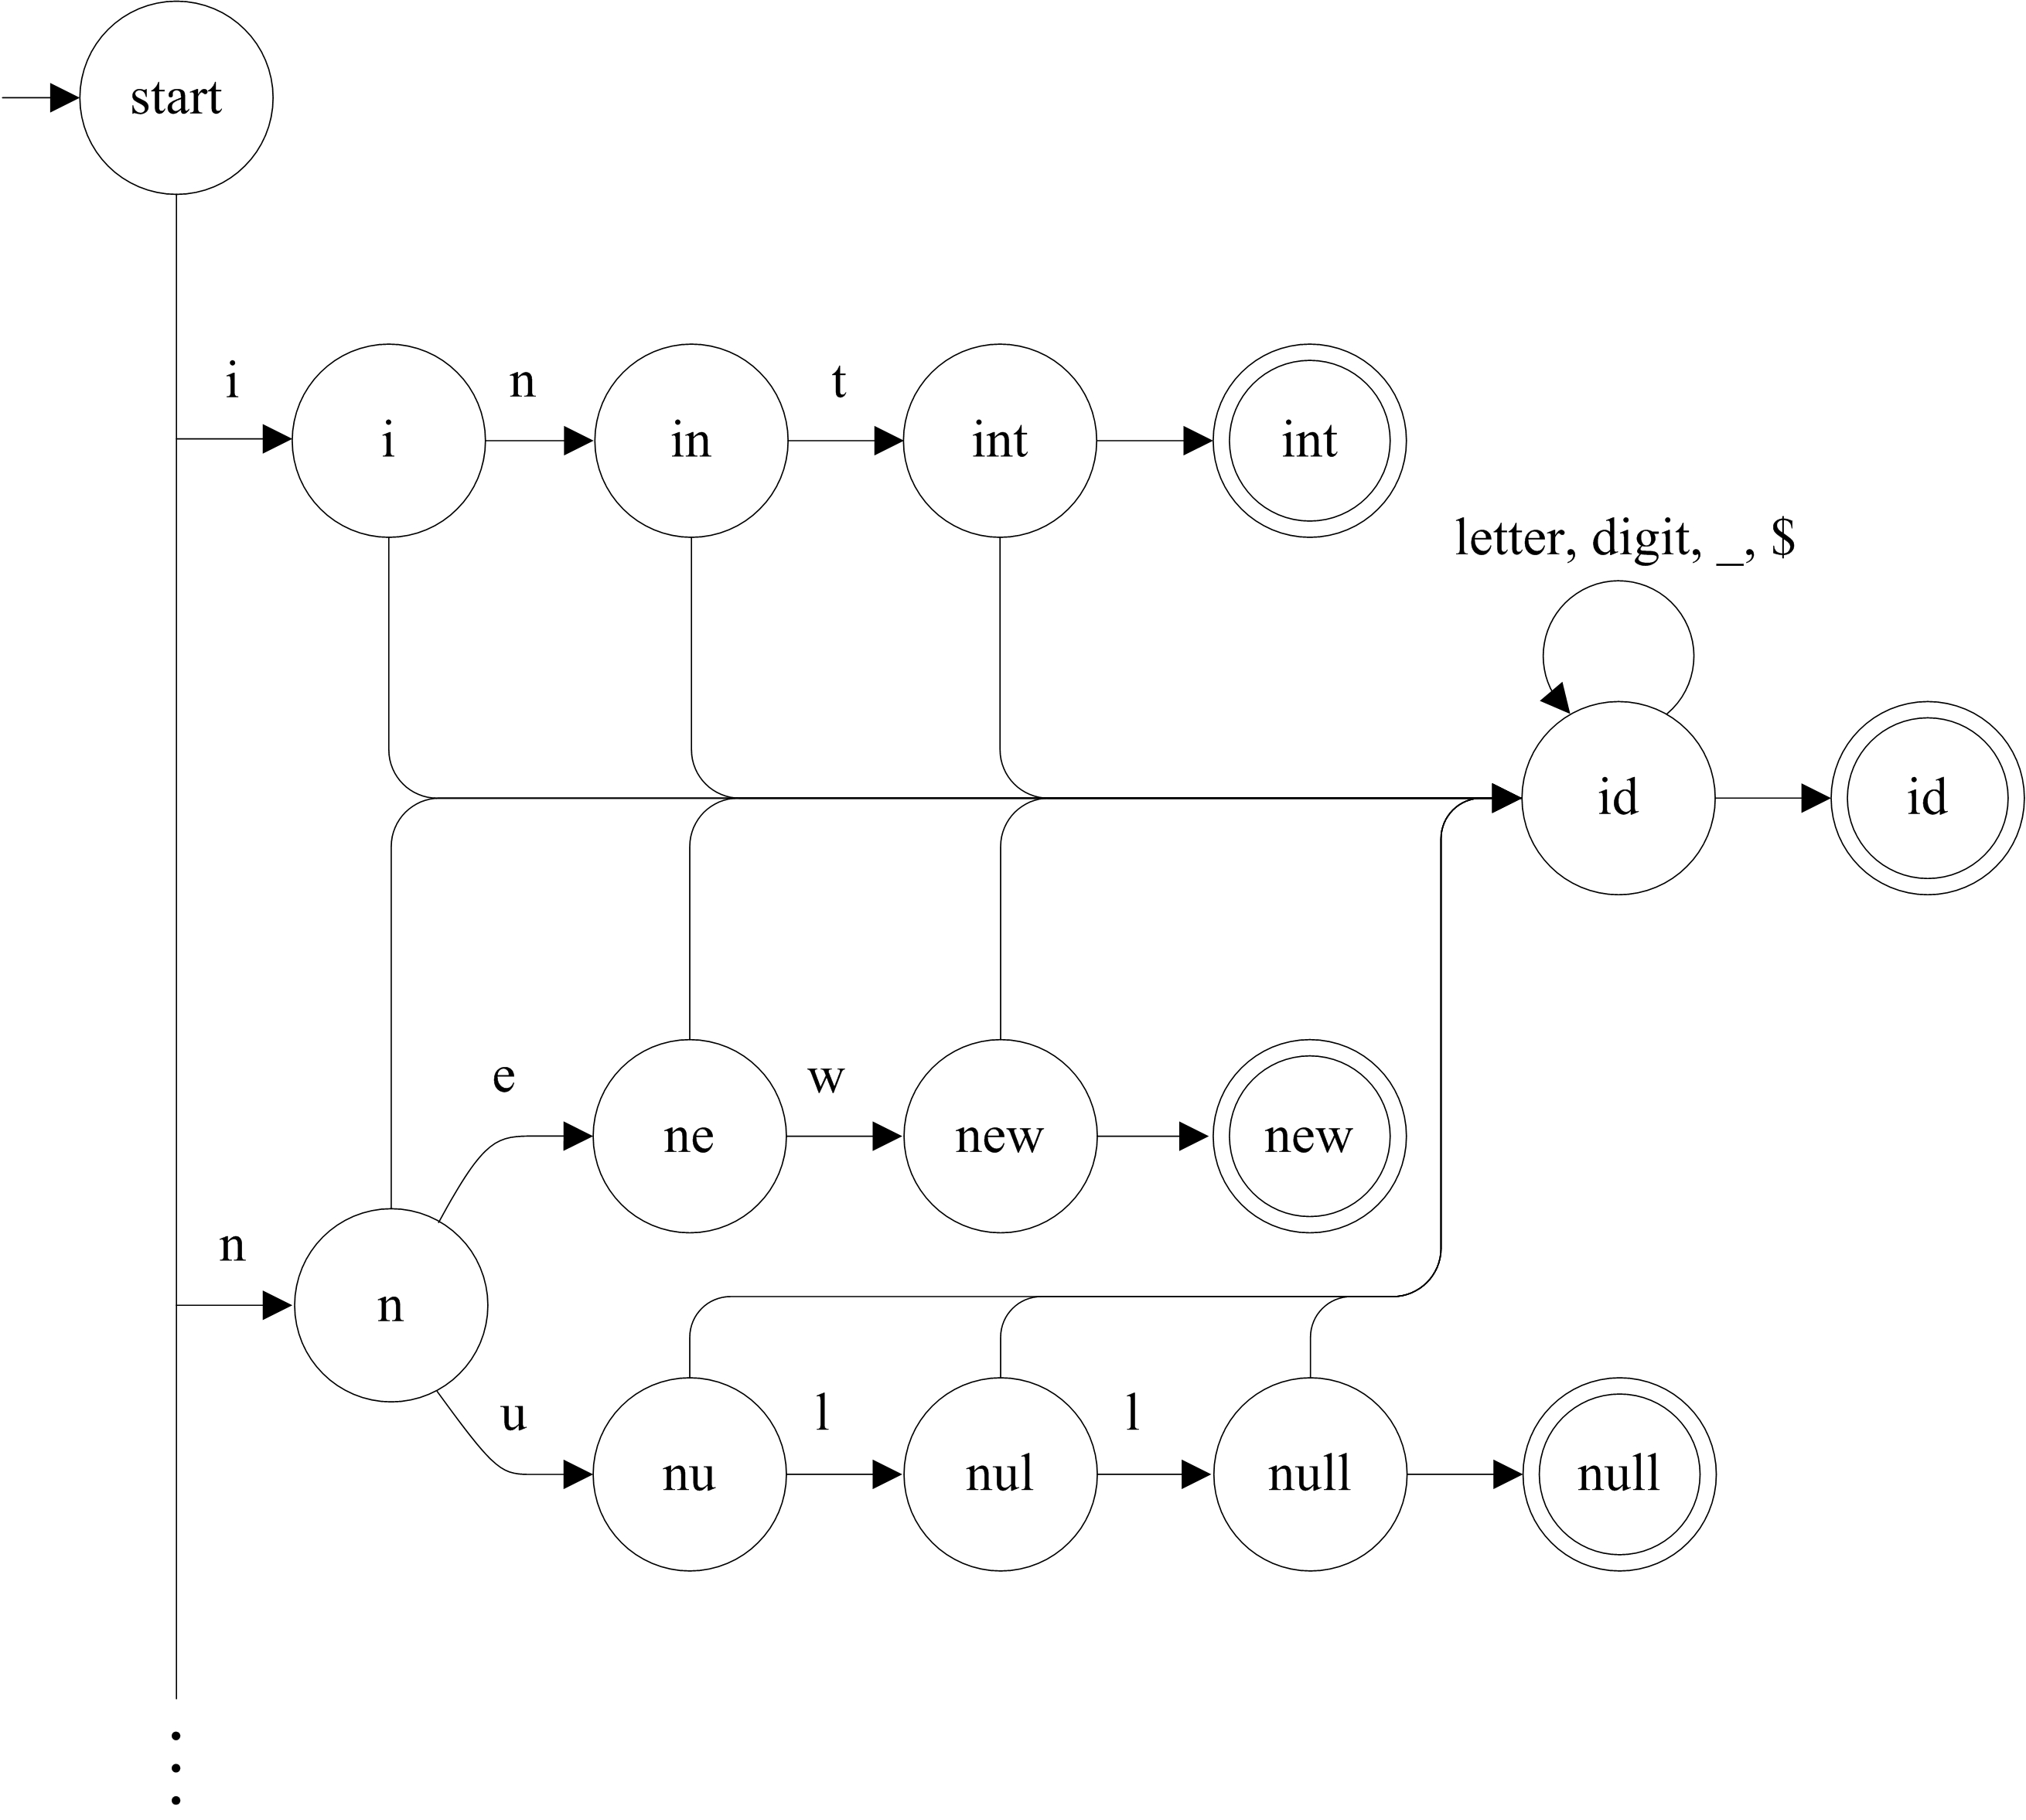 start
i
n
t
i
in
int
int
letter, digit, _, $
id
id
e
w
ne
new
new
n
n
u
l
l
nu
nul
null
null